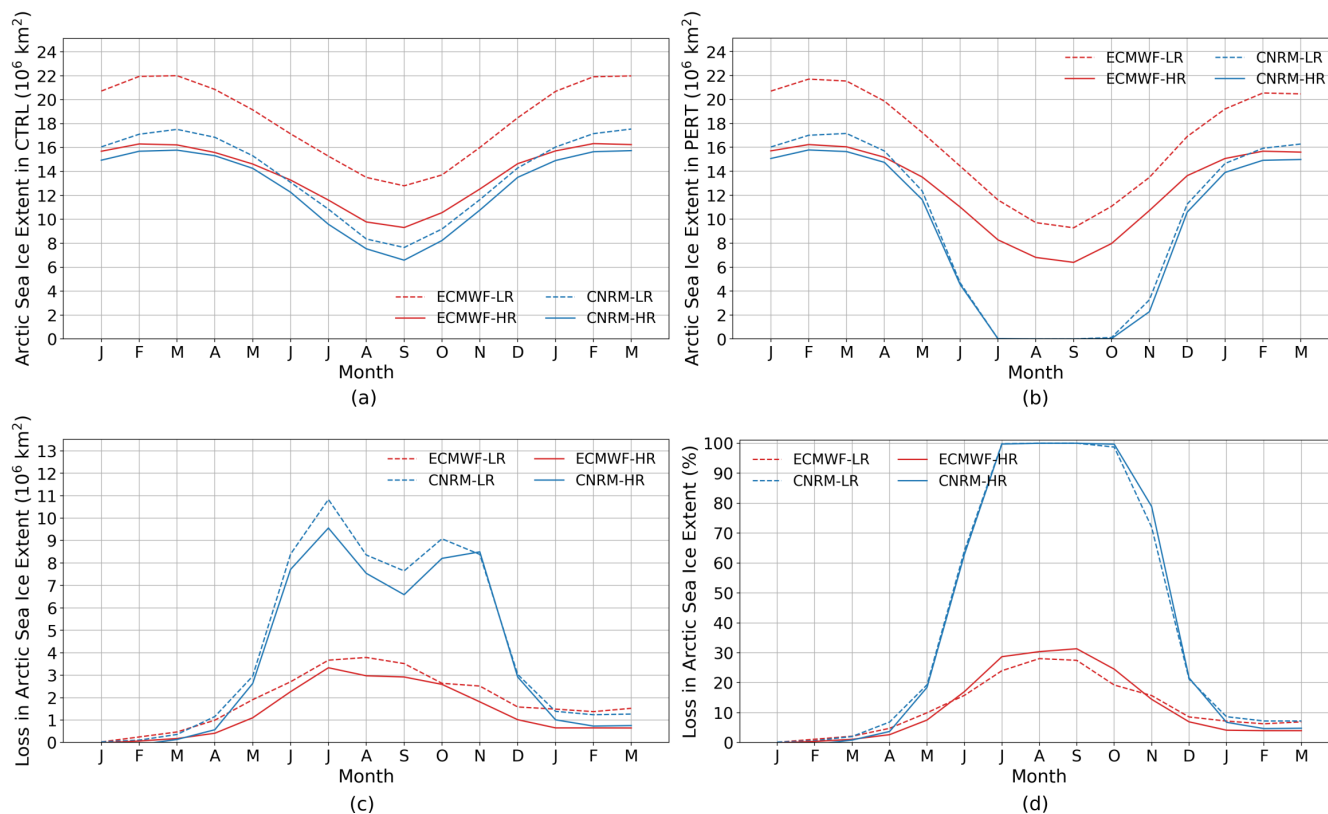 Arctic Sea Ice Extent in CTRL (10⁶ km²)
24
22
20
18
16
14
12
10
8
6
4
2
0
ECMWF-LR
ECMWF-HR
CNRM-LR
CNRM-HR
J F M A M J J A S O N D J F M
Month
(a)
Arctic Sea Ice Extent in PERT (10⁶ km²)
24
22
20
18
16
14
12
10
8
6
4
2
0
ECMWF-LR
ECMWF-HR
CNRM-LR
CNRM-HR
J F M A M J J A S O N D J F M
Month
(b)
Loss in Arctic Sea Ice Extent (10⁶ km²)
13
12
11
10
9
8
7
6
5
4
3
2
1
0
ECMWF-LR
CNRM-LR
ECMWF-HR
CNRM-HR
J F M A M J J A S O N D J F M
Month
(c)
Loss in Arctic Sea Ice Extent (%)
100
90
80
70
60
50
40
30
20
10
0
ECMWF-LR
CNRM-LR
ECMWF-HR
CNRM-HR
J F M A M J J A S O N D J F M
Month
(d)